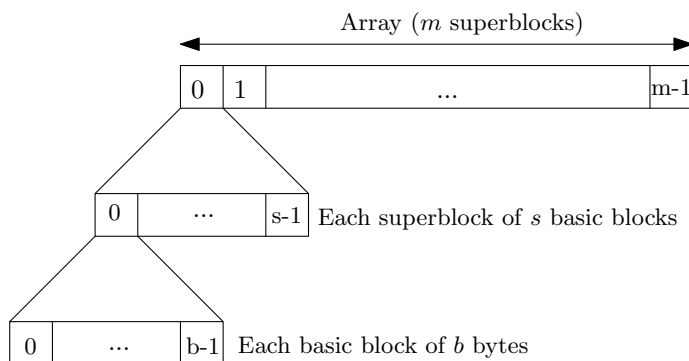 Array (m superblocks)
0 1 ... m-1
0 ... s-1 Each superblock of s basic blocks
0 ... b-1 Each basic block of b bytes